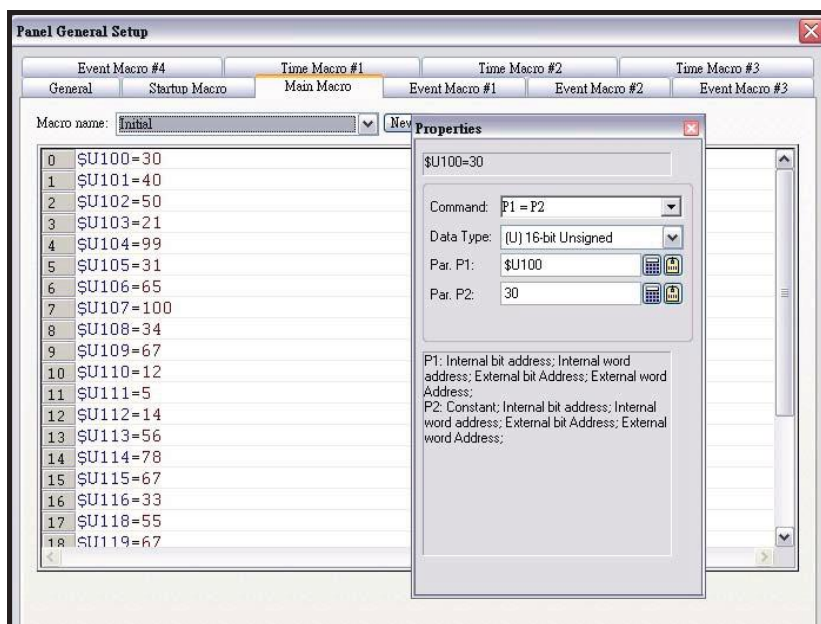 Panel General Setup
Event Macro #4 Time Macro #1 Time Macro #2 Time Macro #3
General Startup Macro Main Macro Event Macro #1 Event Macro #2 Event Macro #3
Macro name: Initial New
0 $U100=30
1 $U101=40
2 $U102=50
3 $U103=21
4 $U104=99
5 $U105=31
6 $U106=65
7 $U107=100
8 $U108=34
9 $U109=67
10 $U110=12
11 $U111=5
12 $U112=14
13 $U113=56
14 $U114=78
15 $U115=67
16 $U116=33
17 $U118=55
18 $U119=67
Properties
$U100=30
Command: P1 = P2
Data Type: (U) 16-bit Unsigned
Par. P1: $U100
Par. P2: 30
P1: Internal bit address; Internal word
address; External bit Address; External word
Address;
P2: Constant; Internal bit address; Internal
word address; External bit Address; External
word Address;